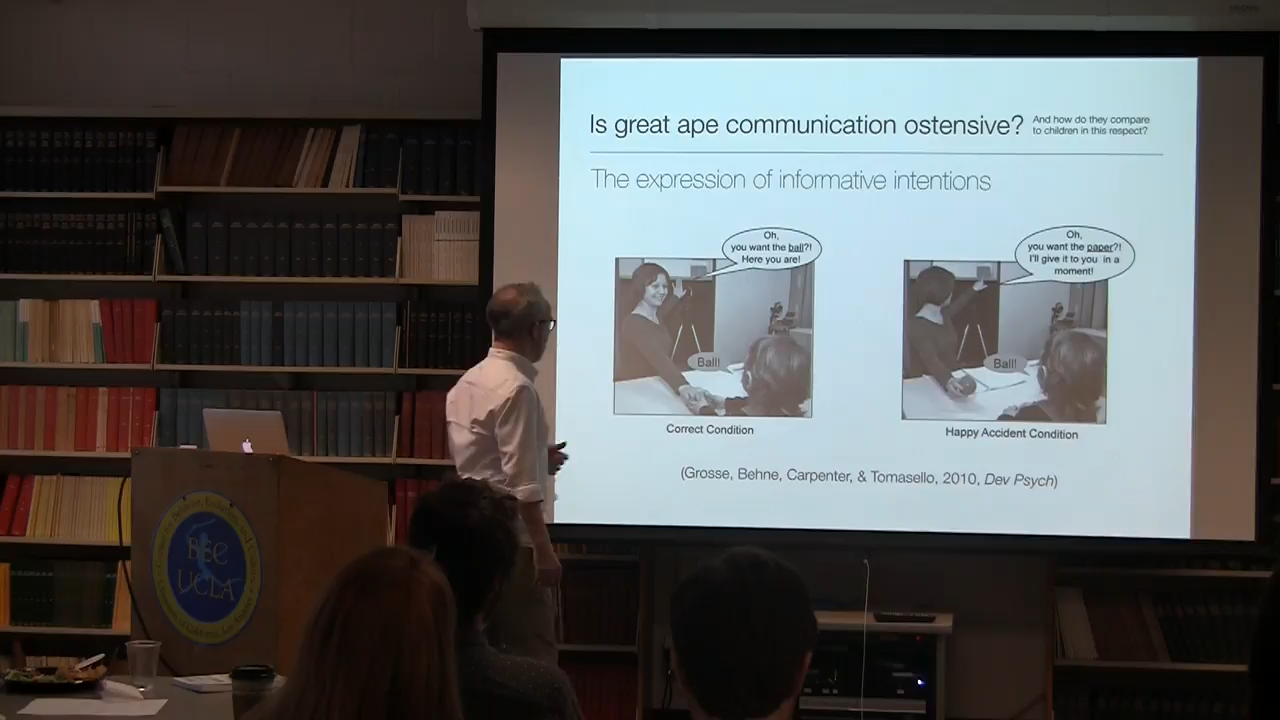 Is great ape communication ostensive?
And how do they compare
to children in this respect?
The expression of informative intentions
Oh,
you want the ball?!
Here you are!
Ball!
Correct Condition
Oh,
you want the paper?!
I'll give it to you in a
moment!
Ball!
Happy Accident Condition
(Grosse, Behne, Carpenter, & Tomasello, 2010, Dev Psych)
BEC
UCLA